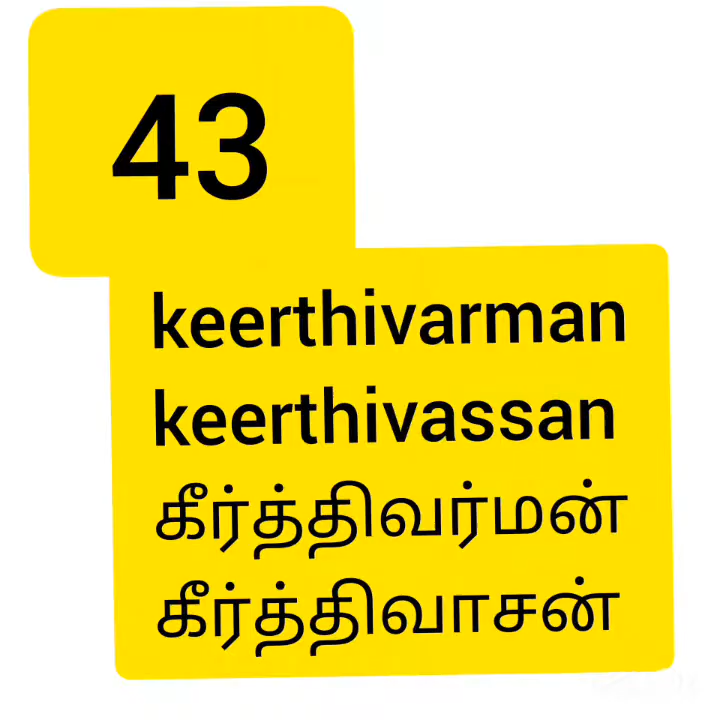 43
keerthivarman
keerthivassan
கீர்த்திவர்மன்
கீர்த்திவாசன்